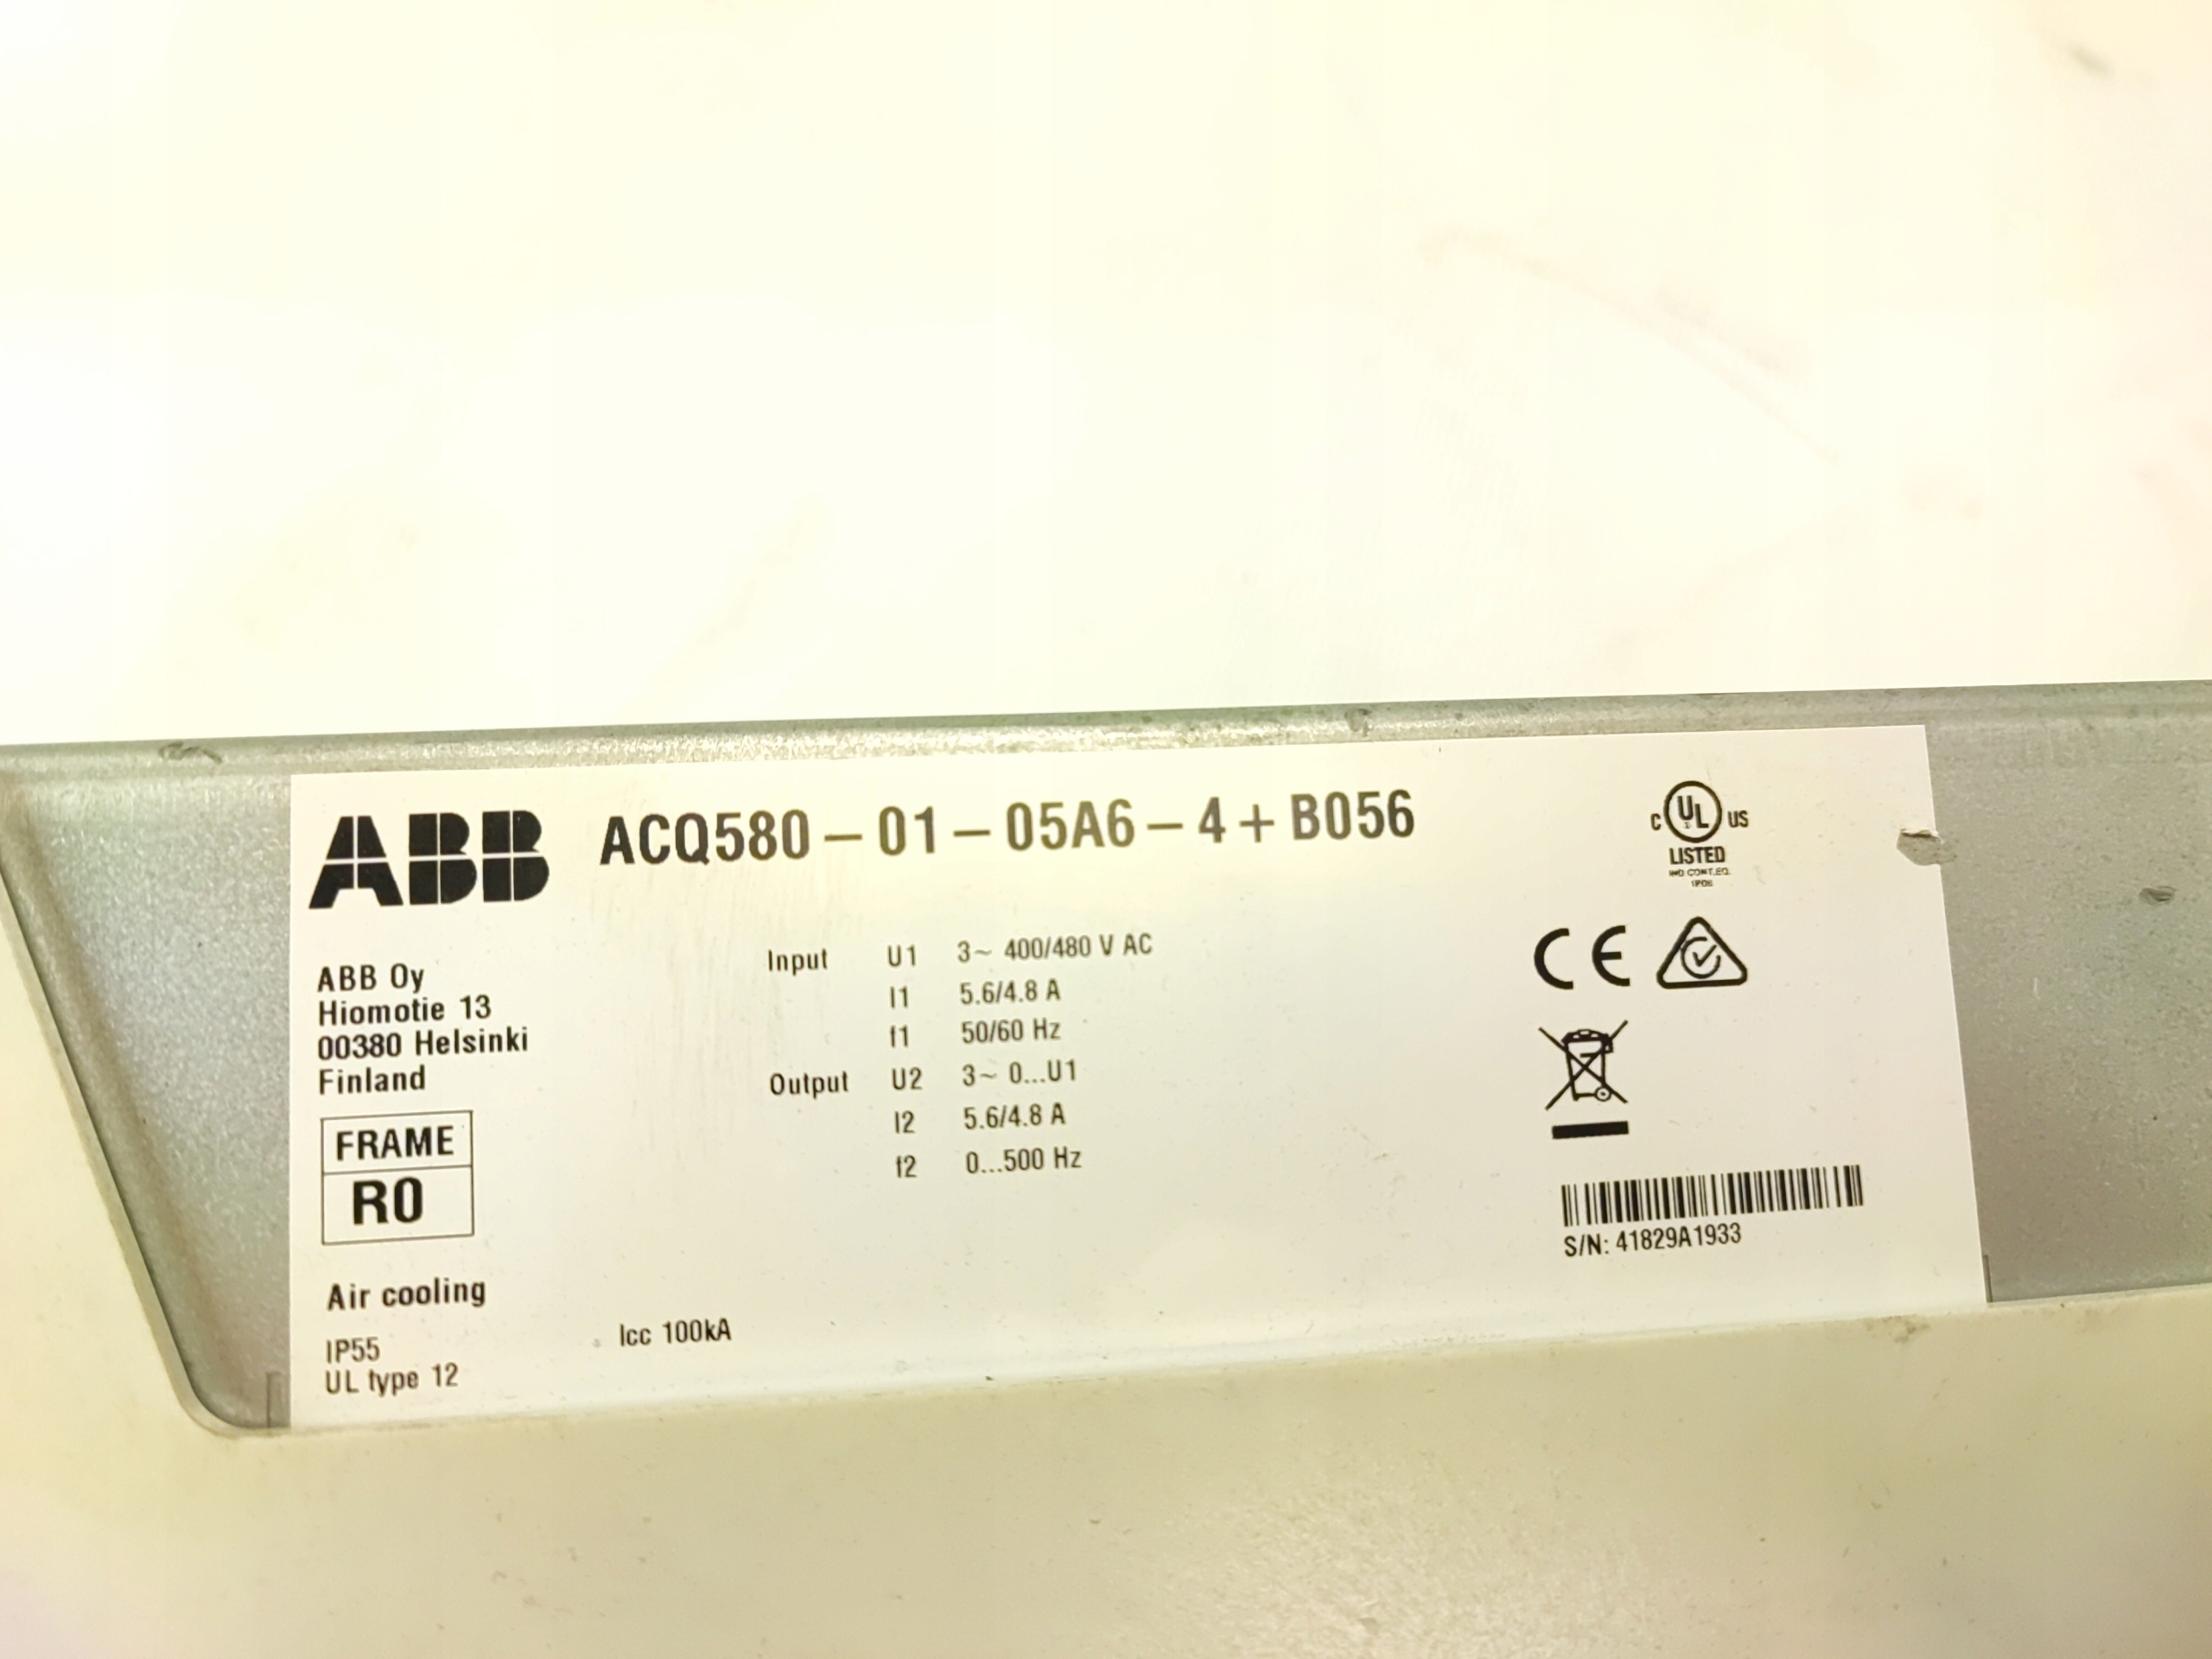 ABB ACQ580-01-05A6-4+B056
C UL US
LISTED
IND CONT.EQ.
ABB Oy
Hiomotie 13
00380 Helsinki
Finland
FRAME
R0
Air cooling
IP55
UL type 12
Input U1 3~ 400/480 V AC
I1 5.6/4.8 A
f1 50/60 Hz
Output U2 3~ 0...U1
I2 5.6/4.8 A
f2 0...500 Hz
Icc 100kA
CE
S/N: 41829A1933